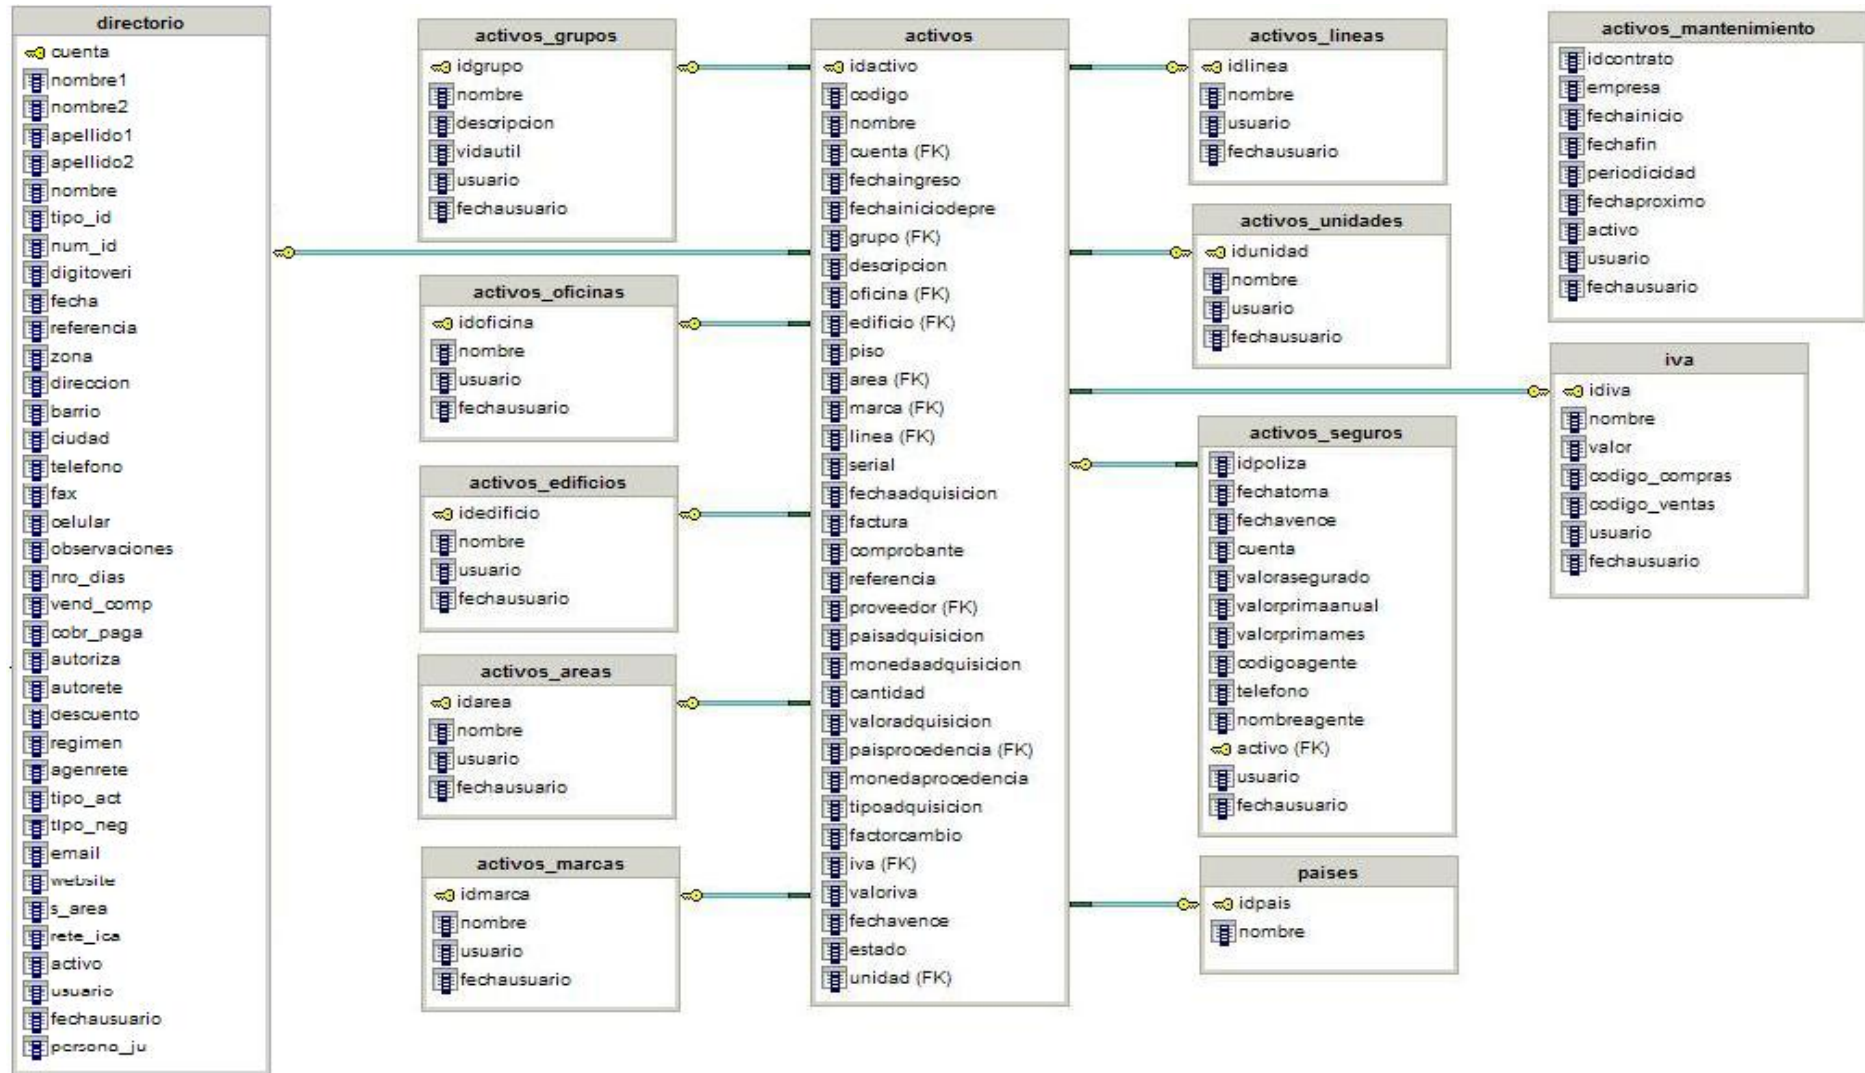 directorio
cuenta
nombre1
nombre2
apellido1
apellido2
nombre
tipo_id
num_id
digitoveri
fecha
referencia
zona
direccion
barrio
ciudad
telefono
fax
celular
observaciones
nro_dias
vend_comp
cobr_paga
autoriza
autorete
descuento
regimen
agenrete
tipo_act
tipo_neg
email
website
s_area
rete_ica
activo
usuario
fechausuario
persona_ju
activos_grupos
idgrupo
nombre
descripcion
vidautil
usuario
fechausuario
activos_oficinas
idoficina
nombre
usuario
fechausuario
activos_edificios
idedificio
nombre
usuario
fechausuario
activos_areas
idarea
nombre
usuario
fechausuario
activos_marcas
idmarca
nombre
usuario
fechausuario
activos
idactivo
codigo
nombre
cuenta (FK)
fechaingreso
fechainiciodepre
grupo (FK)
descripcion
oficina (FK)
edificio (FK)
piso
area (FK)
marca (FK)
linea (FK)
serial
fechaadquisicion
factura
comprobante
referencia
proveedor (FK)
paisadquisicion
monedaadquisicion
cantidad
valoradquisicion
paisprocedencia (FK)
monedaprocedencia
tipoadquisicion
factorcambio
iva (FK)
valoriva
fechavence
estado
unidad (FK)
activos_lineas
idlinea
nombre
usuario
fechausuario
activos_unidades
idunidad
nombre
usuario
fechausuario
activos_seguros
idpoliza
fechatoma
fechavence
cuenta
valorasegurado
valorprimaanual
valorprimames
codigoagente
telefono
nombreagente
activo (FK)
usuario
fechausuario
paises
idpais
nombre
activos_mantenimiento
idcontrato
empresa
fechainicio
fechafin
periodicidad
fechaproximo
activo
usuario
fechausuario
iva
idiva
nombre
valor
codigo_compras
codigo_ventas
usuario
fechausuario